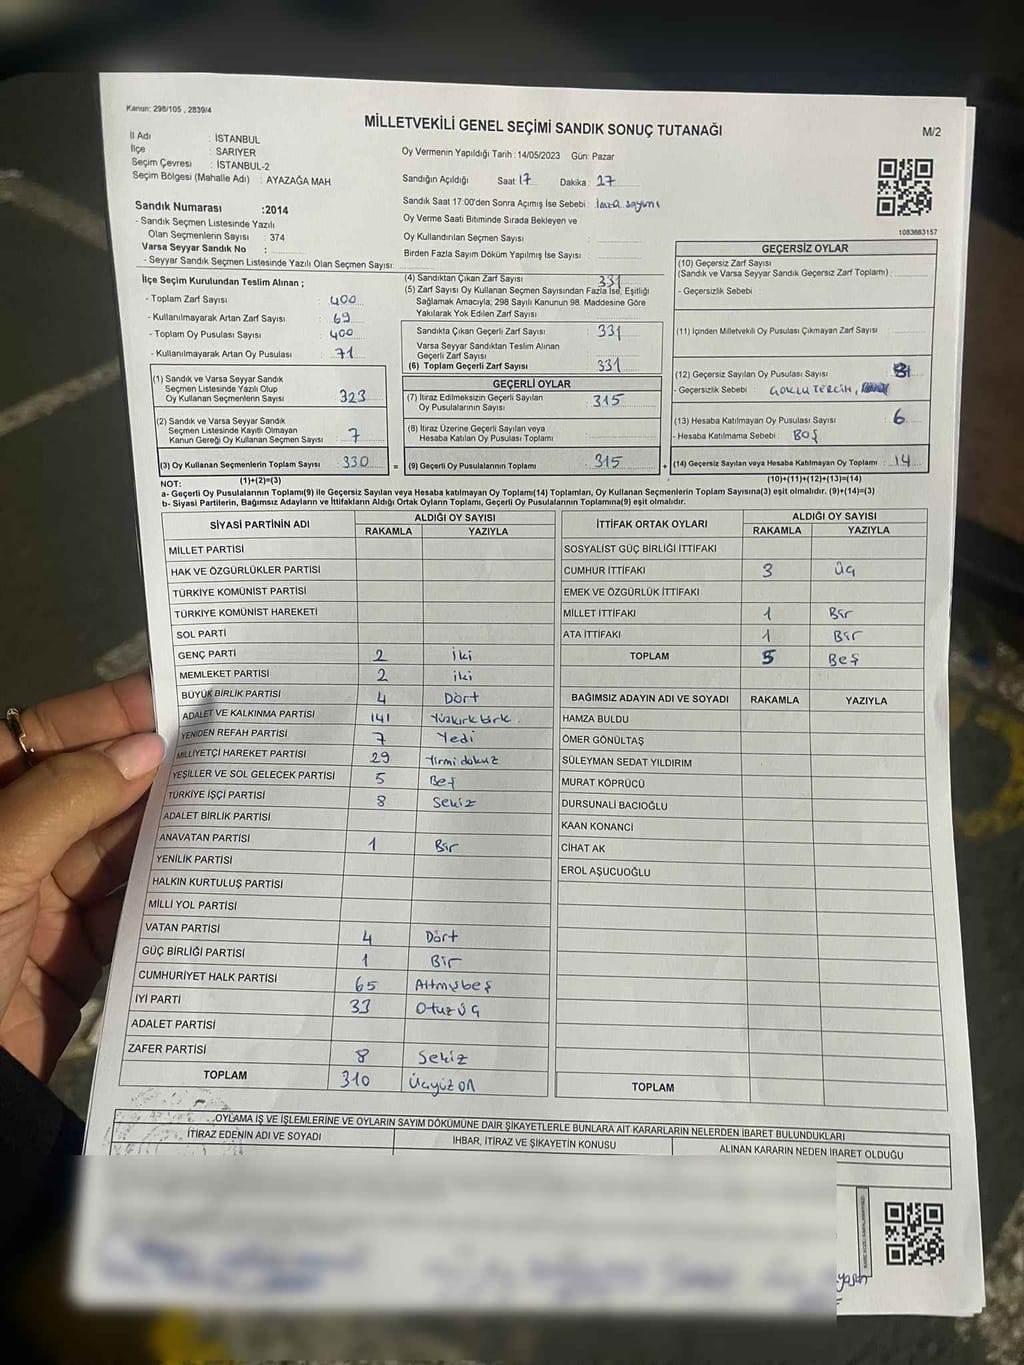 Kanun: 298/105 , 2839/4
MİLLETVEKİLİ GENEL SEÇİMİ SANDIK SONUÇ TUTANAĞI
M/2
İl Adı : İSTANBUL
İlçe : SARIYER
Seçim Çevresi : İSTANBUL-2
Seçim Bölgesi (Mahalle Adı) : AYAZAĞA MAH
Oy Vermenin Yapıldığı Tarih :14/05/2023 Gün: Pazar
Sandığın Açıldığı Saat : 17 Dakika : 27
Sandık Saat 17:00'den Sonra Açımış İse Sebebi : İmza sayımı
Oy Verme Saati Bitiminde Sırada Bekleyen ve
Oy Kullandırılan Seçmen Sayısı :
Birden Fazla Sayım Döküm Yapılmış İse Sayısı :
Sandık Numarası :2014
- Sandık Seçmen Listesinde Yazılı
Olan Seçmenlerin Sayısı : 374
Varsa Seyyar Sandık No :
- Seyyar Sandık Seçmen Listesinde Yazılı Olan Seçmen Sayısı:
1083663157
İlçe Seçim Kurulundan Teslim Alınan ;
- Toplam Zarf Sayısı : 400
- Kullanılmayarak Artan Zarf Sayısı : 69
- Toplam Oy Pusulası Sayısı : 400
- Kullanılmayarak Artan Oy Pusulası : 71
(1) Sandık ve Varsa Seyyar Sandık
Seçmen Listesinde Yazılı Olup
Oy Kullanan Seçmenlerin Sayısı : 323
(2) Sandık ve Varsa Seyyar Sandık
Seçmen Listesinde Kayıtlı Olmayan
Kanun Gereği Oy Kullanan Seçmen Sayısı : 7
(3) Oy Kullanan Seçmenlerin Toplam Sayısı : 330 =
(1)+(2)=(3)
(4) Sandıktan Çıkan Zarf Sayısı : 331
(5) Zarf Sayısı Oy Kullanan Seçmen Sayısından Fazla İse, Eşitliği
Sağlamak Amacıyla, 298 Sayılı Kanunun 98. Maddesine Göre
Yakılarak Yok Edilen Zarf Sayısı :
Sandıkta Çıkan Geçerli Zarf Sayısı : 331
Varsa Seyyar Sandıktan Teslim Alınan
Geçerli Zarf Sayısı :
(6) Toplam Geçerli Zarf Sayısı : 331
GEÇERLİ OYLAR
(7) İtiraz Edilmeksizin Geçerli Sayılan
Oy Pusulalarının Sayısı : 315
(8) İtiraz Üzerine Geçerli Sayılan veya
Hesaba Katılan Oy Pusulası Toplamı :
(9) Geçerli Oy Pusulalarının Toplamı : 315 +
GEÇERSİZ OYLAR
(10) Geçersiz Zarf Sayısı
(Sandık ve Varsa Seyyar Sandık Geçersiz Zarf Toplamı) :
- Geçersizlik Sebebi :
(11) İçinden Milletvekili Oy Pusulası Çıkmayan Zarf Sayısı :
(12) Geçersiz Sayılan Oy Pusulası Sayısı :
- Geçersizlik Sebebi : ÇOKLU TERCİH,
(13) Hesaba Katılmayan Oy Pusulası Sayısı : 6
- Hesaba Katılmama Sebebi : BOŞ
(14) Geçersiz Sayılan veya Hesaba Katılmayan Oy Toplamı : 14
(10)+(11)+(12)+(13)=(14)
NOT:
a- Geçerli Oy Pusulalarının Toplamı(9) ile Geçersiz Sayılan veya Hesaba katılmayan Oy Toplamı(14) Toplamları, Oy Kullanan Seçmenlerin Toplam Sayısına(3) eşit olmalıdır. (9)+(14)=(3)
b- Siyasi Partilerin, Bağımsız Adayların ve İttifakların Aldığı Ortak Oyların Toplamı, Geçerli Oy Pusulalarının Toplamına(9) eşit olmalıdır.
SİYASİ PARTİNİN ADI ALDIĞI OY SAYISI
RAKAMLA YAZIYLA
MİLLET PARTİSİ
HAK VE ÖZGÜRLÜKLER PARTİSİ
TÜRKİYE KOMÜNİST PARTİSİ
TÜRKİYE KOMÜNİST HAREKETİ
SOL PARTİ
GENÇ PARTİ 2 İki
MEMLEKET PARTİSİ 2 iki
BÜYÜK BİRLİK PARTİSİ 4 Dört
ADALET VE KALKINMA PARTİSİ 141 Yüzkırkbirk
YENİDEN REFAH PARTİSİ 7 Yedi
MİLLİYETÇİ HAREKET PARTİSİ 29 Yirmi dokuz
YEŞİLLER VE SOL GELECEK PARTİSİ 5 Beş
TÜRKİYE İŞÇİ PARTİSİ 8 Sekiz
ADALET BİRLİK PARTİSİ
ANAVATAN PARTİSİ 1 Bir
YENİLİK PARTİSİ
HALKIN KURTULUŞ PARTİSİ
MİLLİ YOL PARTİSİ
VATAN PARTİSİ 4 Dört
GÜÇ BİRLİĞİ PARTİSİ 1 Bir
CUMHURİYET HALK PARTİSİ 65 Altmışbeş
İYİ PARTİ 33 Otuz üç
ADALET PARTİSİ
ZAFER PARTİSİ 8 Sekiz
TOPLAM 310 Üçyüz on
İTTİFAK ORTAK OYLARI ALDIĞI OY SAYISI
RAKAMLA YAZIYLA
SOSYALİST GÜÇ BİRLİĞİ İTTİFAKI
CUMHUR İTTİFAKI 3 Üç
EMEK VE ÖZGÜRLÜK İTTİFAKI
MİLLET İTTİFAKI 1 Bir
ATA İTTİFAKI 1 Bir
TOPLAM 5 Beş
BAĞIMSIZ ADAYIN ADI VE SOYADI RAKAMLA YAZIYLA
HAMZA BULDU
ÖMER GÖNÜLTAŞ
SÜLEYMAN SEDAT YILDIRIM
MURAT KÖPRÜCÜ
DURSUNALİ BACIOĞLU
KAAN KONANCİ
CİHAT AK
EROL AŞUCUOĞLU
TOPLAM
OYLAMA İŞ VE İŞLEMLERİNE VE OYLARIN SAYIM DÖKÜMÜNE DAİR ŞİKAYETLERLE BUNLARA AİT KARARLARIN NELERDEN İBARET BULUNDUKLARI
İTİRAZ EDENİN ADI VE SOYADI İHBAR, İTİRAZ VE ŞİKAYETİN KONUSU ALINAN KARARIN NEDEN İBARET OLDUĞU